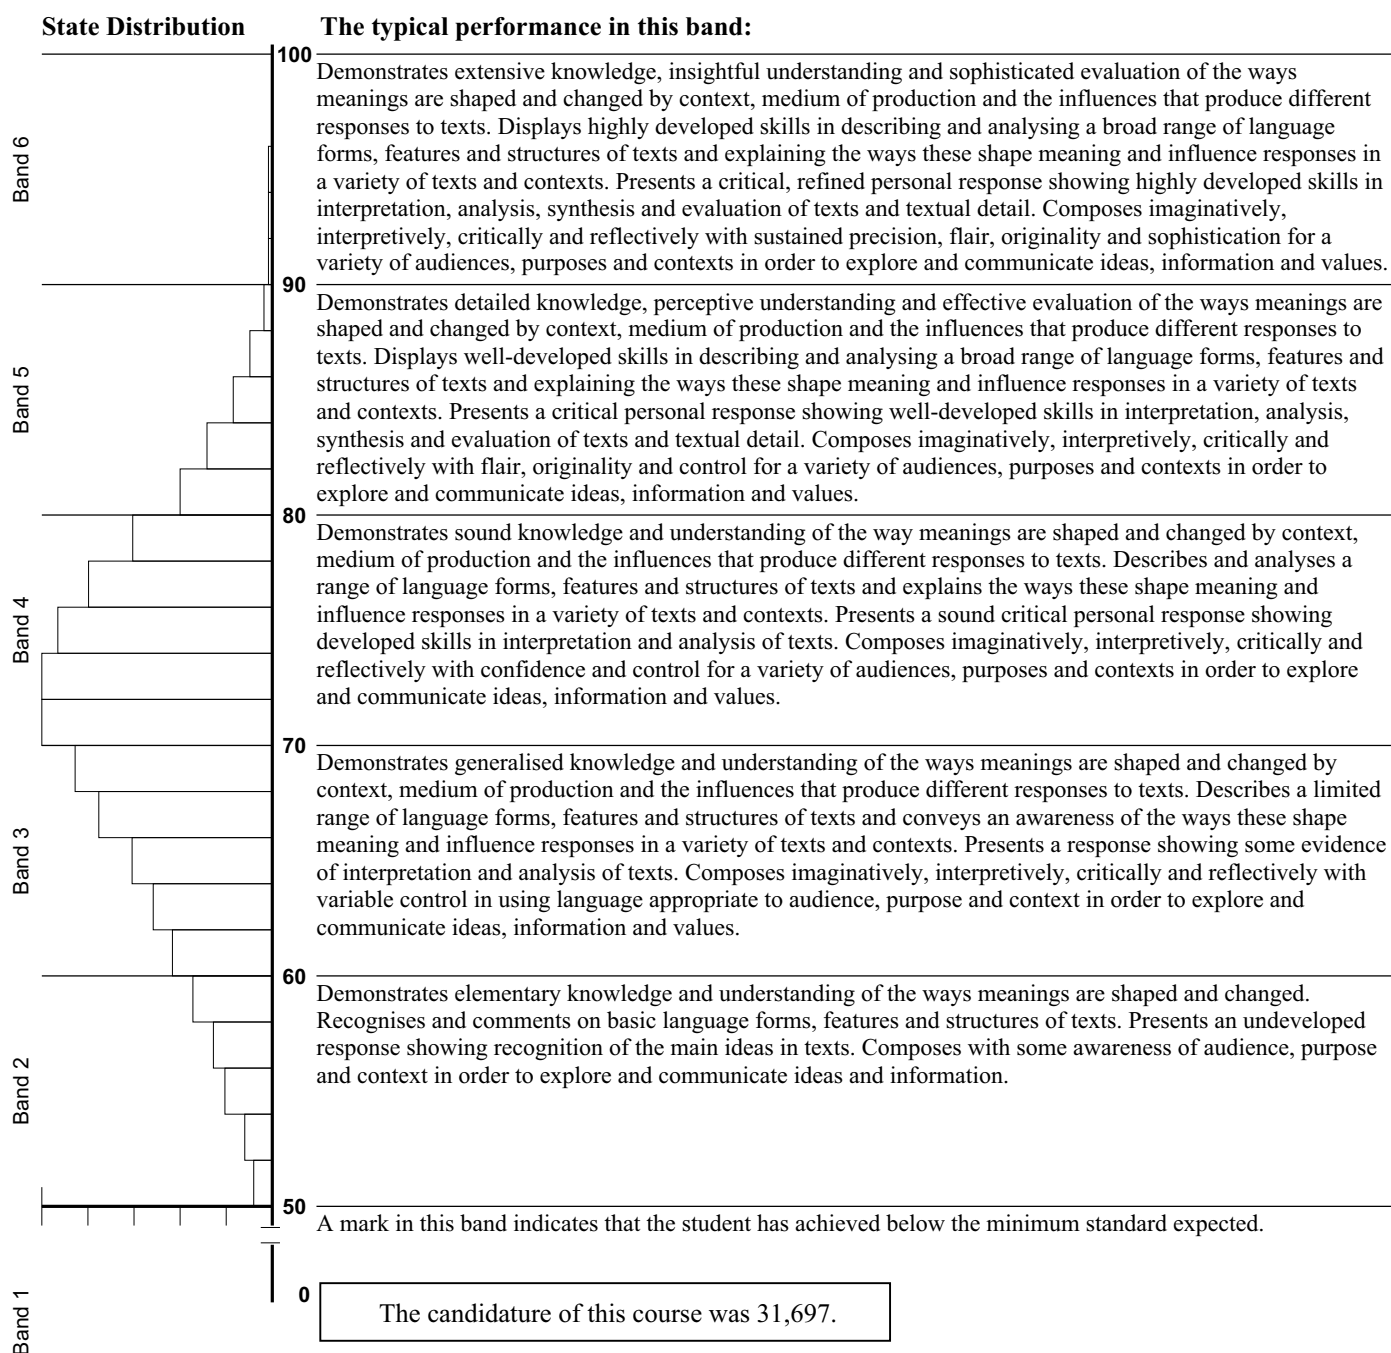 State Distribution
The typical performance in this band:
100
Band 6
Demonstrates extensive knowledge, insightful understanding and sophisticated evaluation of the ways
meanings are shaped and changed by context, medium of production and the influences that produce different
responses to texts. Displays highly developed skills in describing and analysing a broad range of language
forms, features and structures of texts and explaining the ways these shape meaning and influence responses in
a variety of texts and contexts. Presents a critical, refined personal response showing highly developed skills in
interpretation, analysis, synthesis and evaluation of texts and textual detail. Composes imaginatively,
interpretively, critically and reflectively with sustained precision, flair, originality and sophistication for a
variety of audiences, purposes and contexts in order to explore and communicate ideas, information and values.
90
Band 5
Demonstrates detailed knowledge, perceptive understanding and effective evaluation of the ways meanings are
shaped and changed by context, medium of production and the influences that produce different responses to
texts. Displays well-developed skills in describing and analysing a broad range of language forms, features and
structures of texts and explaining the ways these shape meaning and influence responses in a variety of texts
and contexts. Presents a critical personal response showing well-developed skills in interpretation, analysis,
synthesis and evaluation of texts and textual detail. Composes imaginatively, interpretively, critically and
reflectively with flair, originality and control for a variety of audiences, purposes and contexts in order to
explore and communicate ideas, information and values.
80
Band 4
Demonstrates sound knowledge and understanding of the way meanings are shaped and changed by context,
medium of production and the influences that produce different responses to texts. Describes and analyses a
range of language forms, features and structures of texts and explains the ways these shape meaning and
influence responses in a variety of texts and contexts. Presents a sound critical personal response showing
developed skills in interpretation and analysis of texts. Composes imaginatively, interpretively, critically and
reflectively with confidence and control for a variety of audiences, purposes and contexts in order to explore
and communicate ideas, information and values.
70
Band 3
Demonstrates generalised knowledge and understanding of the ways meanings are shaped and changed by
context, medium of production and the influences that produce different responses to texts. Describes a limited
range of language forms, features and structures of texts and conveys an awareness of the ways these shape
meaning and influence responses in a variety of texts and contexts. Presents a response showing some evidence
of interpretation and analysis of texts. Composes imaginatively, interpretively, critically and reflectively with
variable control in using language appropriate to audience, purpose and context in order to explore and
communicate ideas, information and values.
60
Band 2
Demonstrates elementary knowledge and understanding of the ways meanings are shaped and changed.
Recognises and comments on basic language forms, features and structures of texts. Presents an undeveloped
response showing recognition of the main ideas in texts. Composes with some awareness of audience, purpose
and context in order to explore and communicate ideas and information.
50
A mark in this band indicates that the student has achieved below the minimum standard expected.
Band 1
0
The candidature of this course was 31,697.